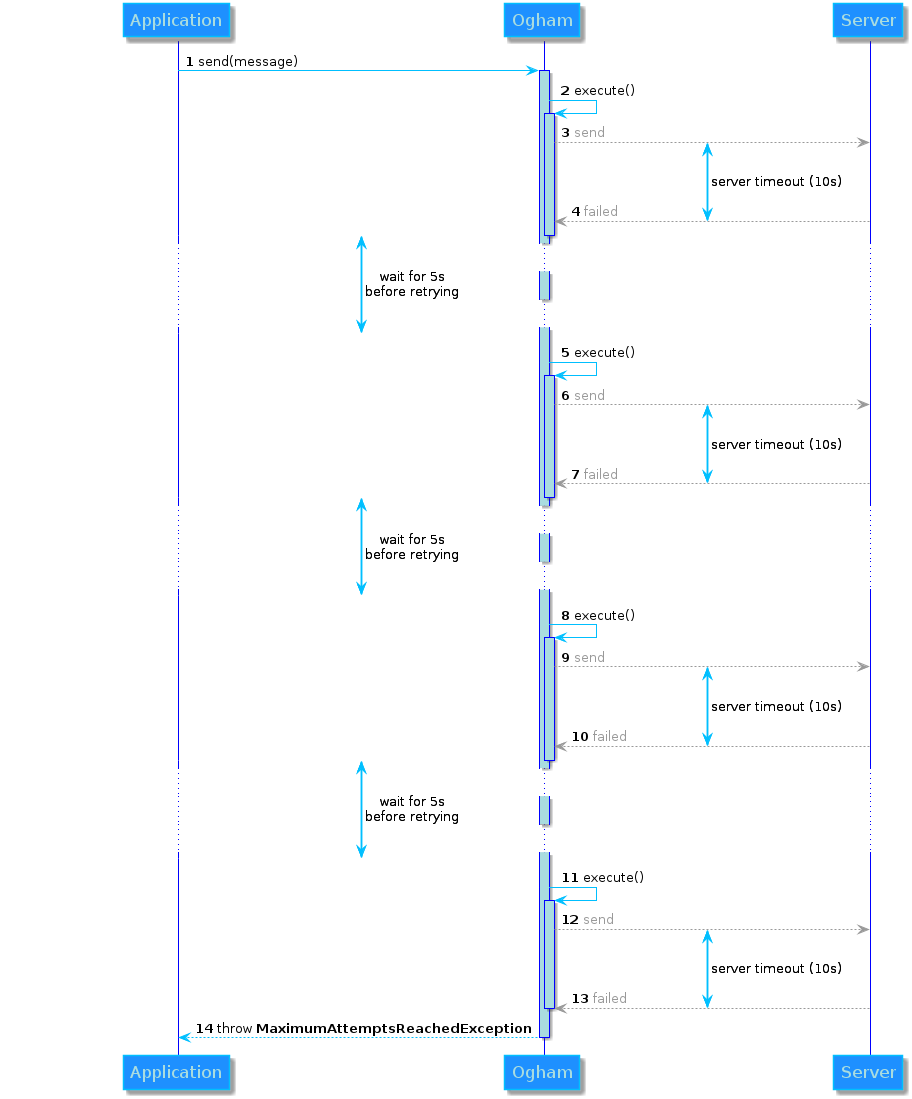 Application Ogham Server
1 send(message)
2 execute()
3 send
server timeout (10s)
4 failed
wait for 5s
before retrying
5 execute()
6 send
server timeout (10s)
7 failed
wait for 5s
before retrying
8 execute()
9 send
server timeout (10s)
10 failed
wait for 5s
before retrying
11 execute()
12 send
server timeout (10s)
13 failed
14 throw MaximumAttemptsReachedException
Application Ogham Server